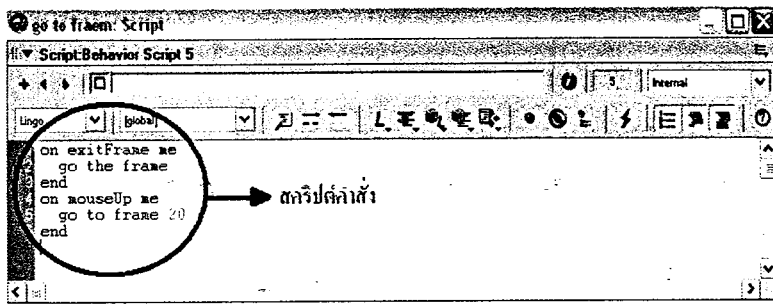 go to fraem: Script
Script:Behavior Script 5
5 Internal
Lingo [global]
on exitFrame me
go the frame
end
on mouseUp me
go to frame 20
end
สคริปต์คำสั่ง